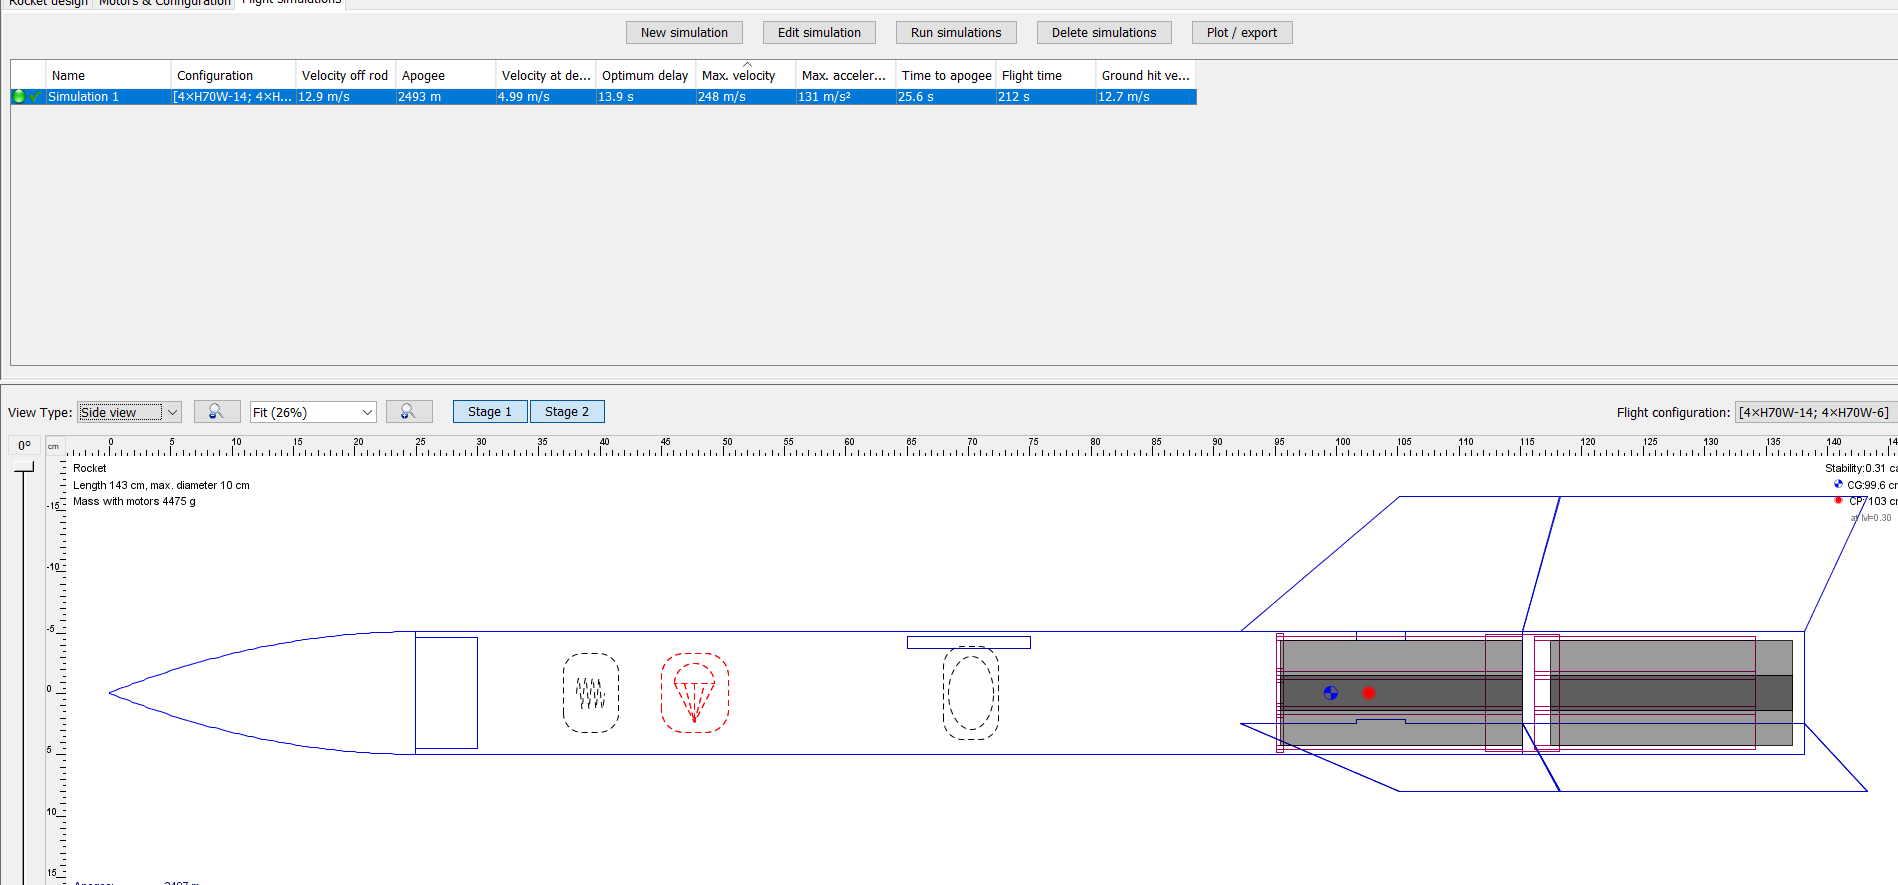 Rocket design Motors & Configuration Flight simulations
New simulation Edit simulation Run simulations Delete simulations Plot / export
Name Configuration Velocity off rod Apogee Velocity at de... Optimum delay Max. velocity Max. acceler... Time to apogee Flight time Ground hit ve...
Simulation 1 [4×H70W-14; 4×H... 12.9 m/s 2493 m 4.99 m/s 13.9 s 248 m/s 131 m/s² 25.6 s 212 s 12.7 m/s
View Type: Side view Fit (26%) Stage 1 Stage 2 Flight configuration: [4×H70W-14; 4×H70W-6]
0° cm 0 5 10 15 20 25 30 35 40 45 50 55 60 65 70 75 80 85 90 95 100 105 110 115 120 125 130 135 140 14
Rocket
Length 143 cm, max. diameter 10 cm
Mass with motors 4475 g
Stability:0.31 ca
CG:99.6 cm
CP: 103 cm
at M=0.30
-15
-10
-5
0
5
10
15
Apogee: 2497 m